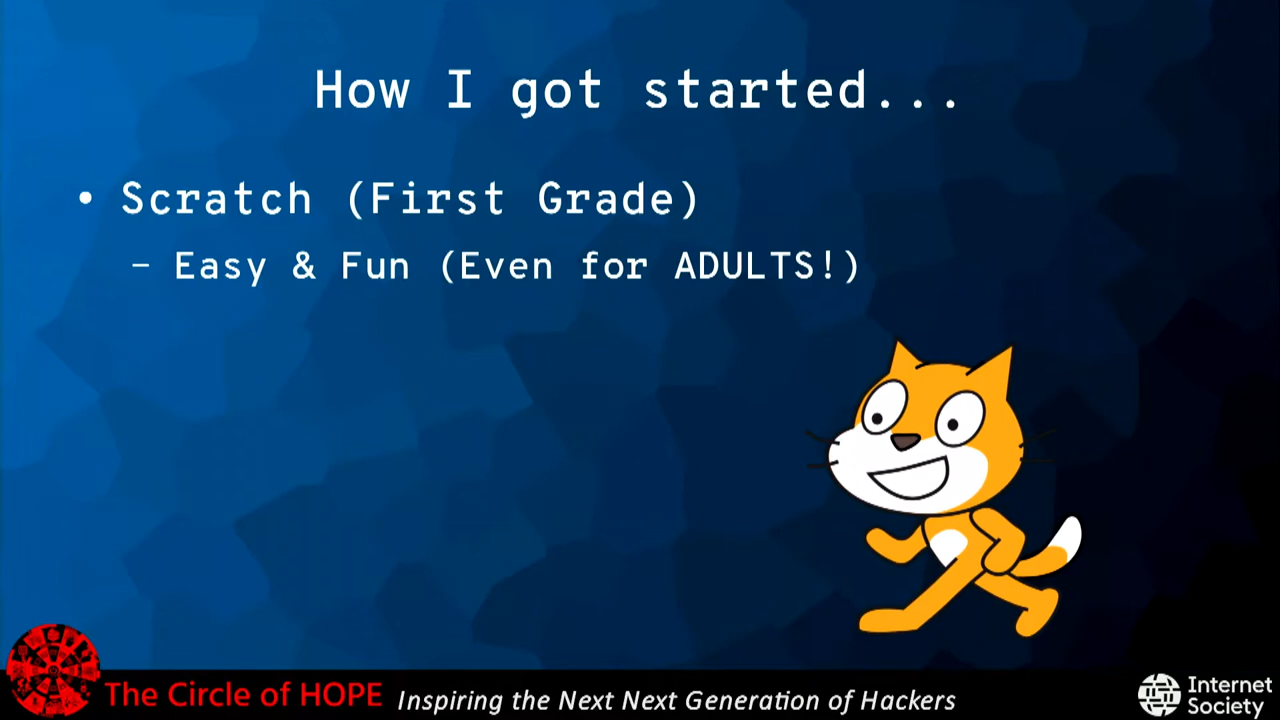 How I got started...
• Scratch (First Grade)
– Easy & Fun (Even for ADULTS!)
The Circle of HOPE
Inspiring the Next Next Generation of Hackers
Internet
Society